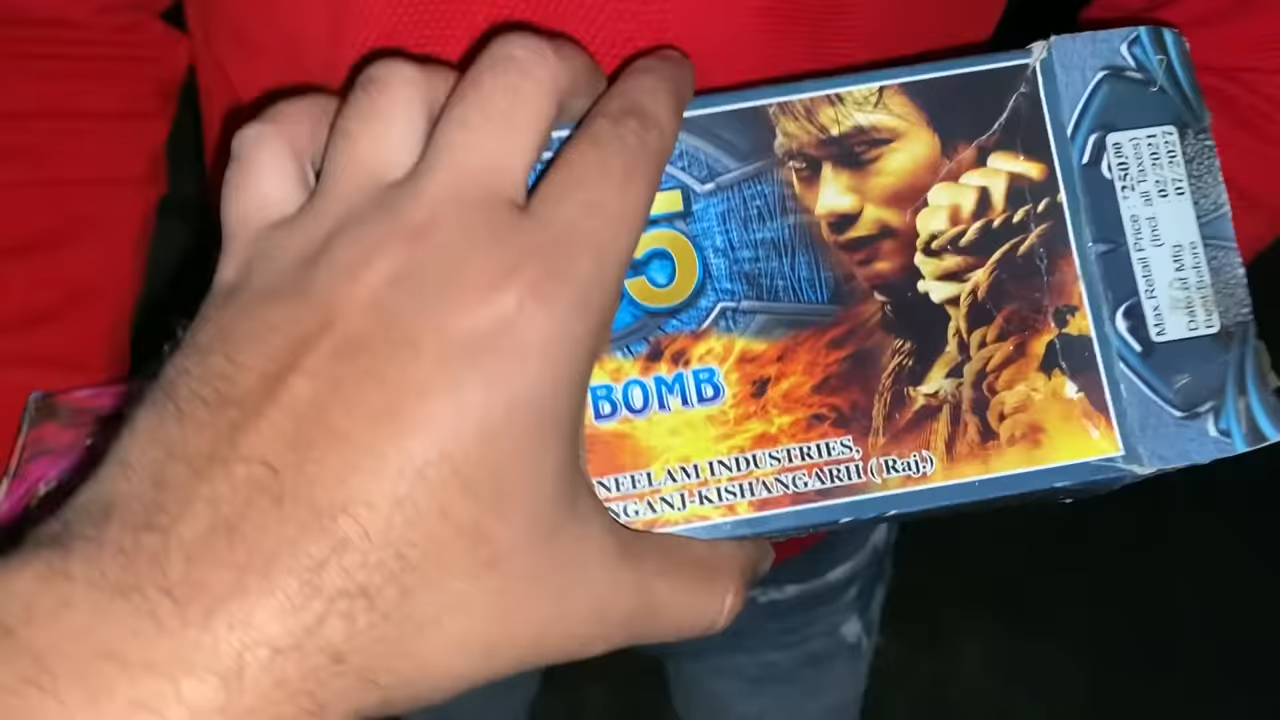 5
BOMB
NEELAM INDUSTRIES,
NGANJ-KISHANGARH (Raj.)
Max Retail Price : ₹250.00
(Incl. all Taxes)
Date of Mfg 02/2021
Best Before 07/2027